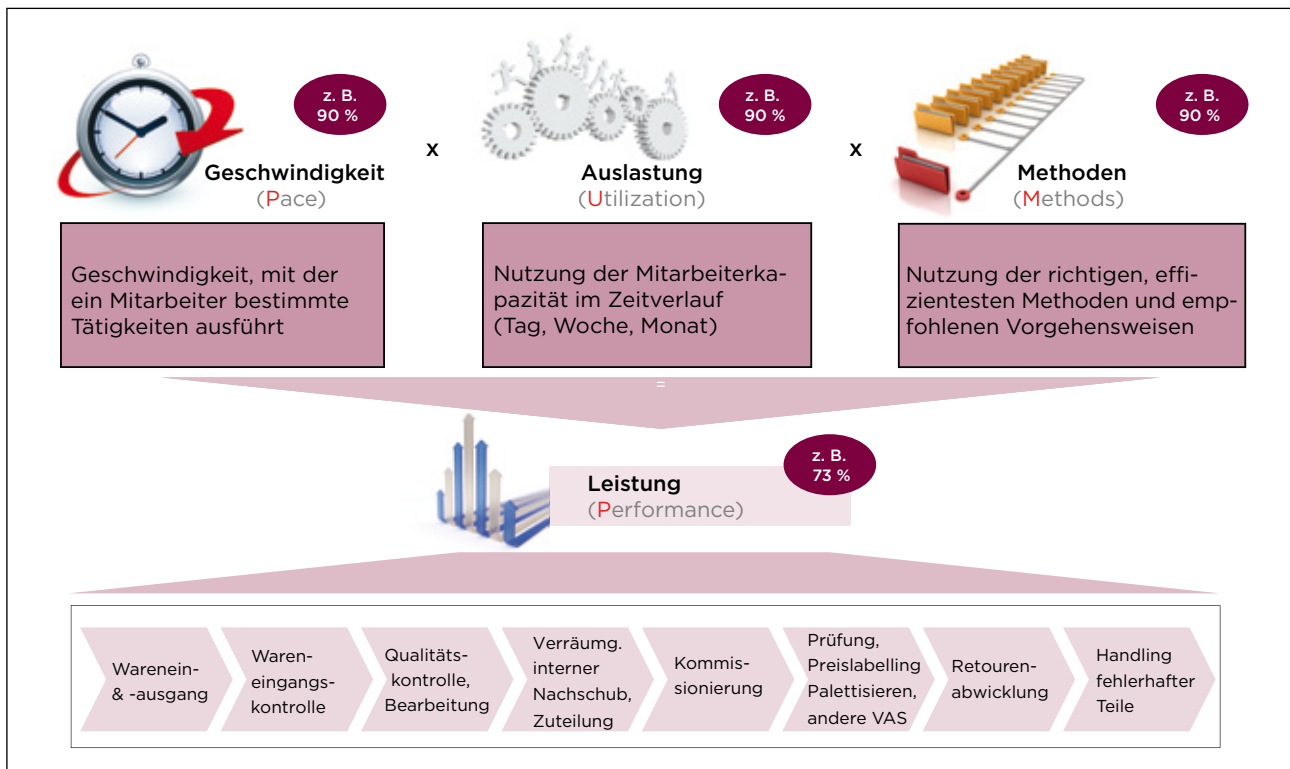 z. B.
90 %
z. B.
90 %
z. B.
90 %
x
x
Geschwindigkeit
(Pace)
Auslastung
(Utilization)
Methoden
(Methods)
Geschwindigkeit, mit der
ein Mitarbeiter bestimmte
Tätigkeiten ausführt
Nutzung der Mitarbeiterka-
pazität im Zeitverlauf
(Tag, Woche, Monat)
Nutzung der richtigen, effi-
zientesten Methoden und emp-
fohlenen Vorgehensweisen
=
z. B.
73 %
Leistung
(Performance)
Warenein-
& -ausgang
Waren-
eingangs-
kontrolle
Qualitäts-
kontrolle,
Bearbeitung
Verräumg.
interner
Nachschub,
Zuteilung
Kommis-
sionierung
Prüfung,
Preislabelling
Palettisieren,
andere VAS
Retouren-
abwicklung
Handling
fehlerhafter
Teile